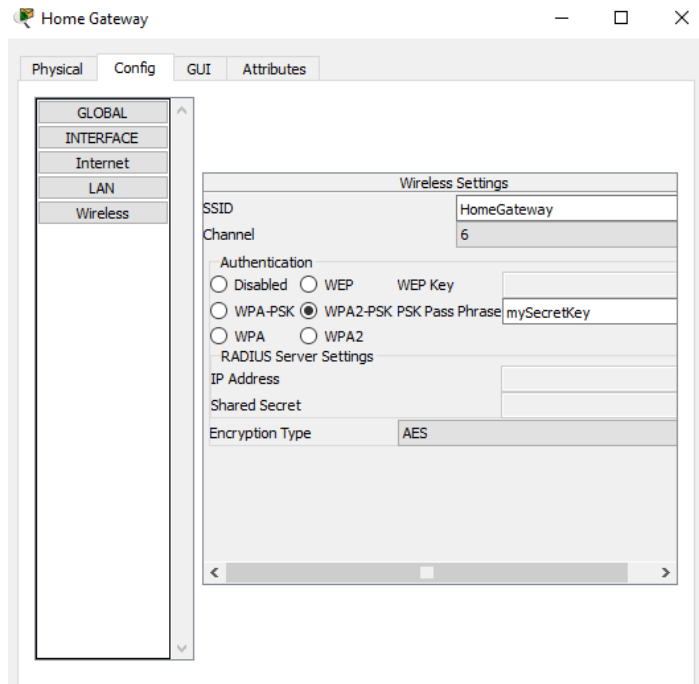 Home Gateway
Physical Config GUI Attributes
GLOBAL
INTERFACE
Internet
LAN
Wireless
Wireless Settings
SSID HomeGateway
Channel 6
Authentication
Disabled WEP WEP Key
WPA-PSK WPA2-PSK PSK Pass Phrase mySecretKey
WPA WPA2
RADIUS Server Settings
IP Address
Shared Secret
Encryption Type AES